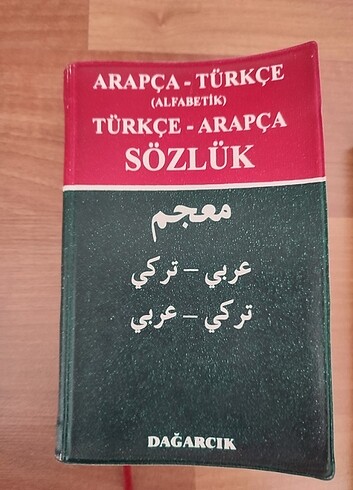 ARAPÇA - TÜRKÇE
(ALFABETİK)
TÜRKÇE - ARAPÇA
SÖZLÜK
معجم
عربي - تركي
تركي - عربي
DAĞARCIK